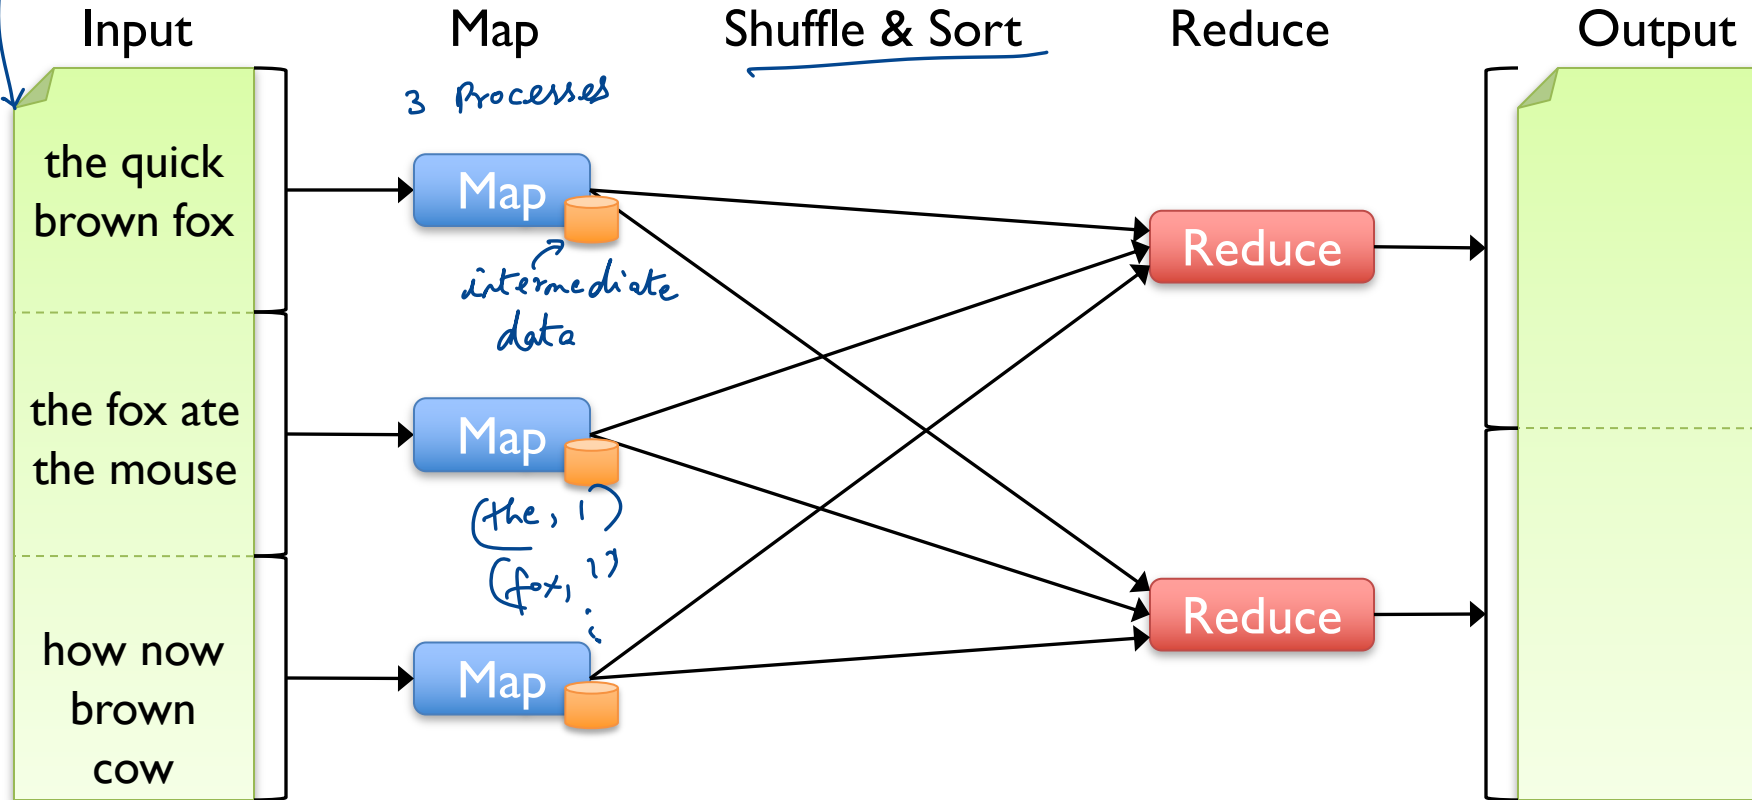 Input
Map
Shuffle & Sort
Reduce
Output
3 Processes
the quick
brown fox
Map
intermediate
data
Reduce
the fox ate
the mouse
Map
(the, 1)
(fox, 1)
:
how now
brown
cow
Map
Reduce